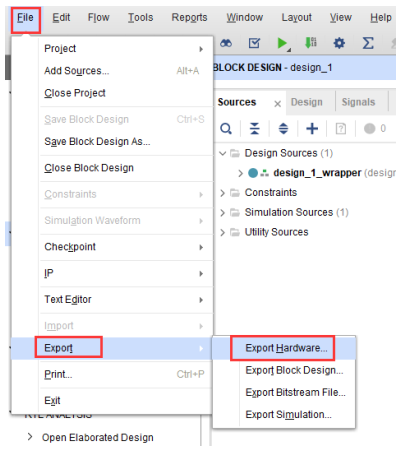 File Edit Flow Tools Reports Window Layout View Help
Project
Add Sources... Alt+A
Close Project
Save Block Design Ctrl+S
Save Block Design As...
Close Block Design
Constraints
Simulation Waveform
Checkpoint
IP
Text Editor
Import
Export
Print... Ctrl+P
Exit
Open Elaborated Design
BLOCK DESIGN - design_1
Sources Design Signals
0
Design Sources (1)
design_1_wrapper (design
Constraints
Simulation Sources (1)
Utility Sources
Export Hardware...
Export Block Design...
Export Bitstream File...
Export Simulation...